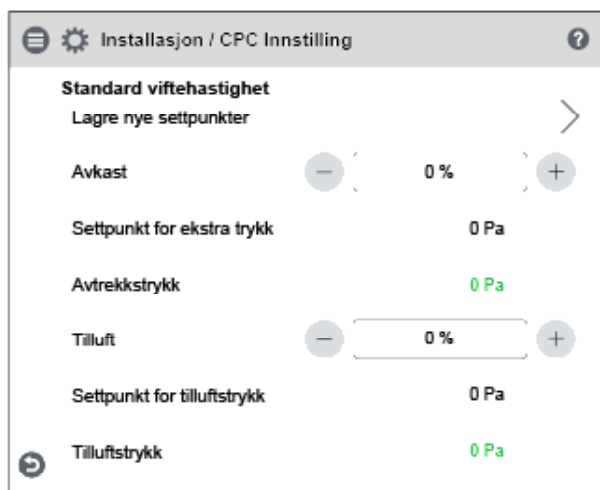 Installasjon / CPC Innstilling ?
Standard viftehastighet
Lagre nye settpunkter
Avkast − 0 % +
Settpunkt for ekstra trykk 0 Pa
Avtrekkstrykk 0 Pa
Tilluft − 0 % +
Settpunkt for tilluftstrykk 0 Pa
Tilluftstrykk 0 Pa